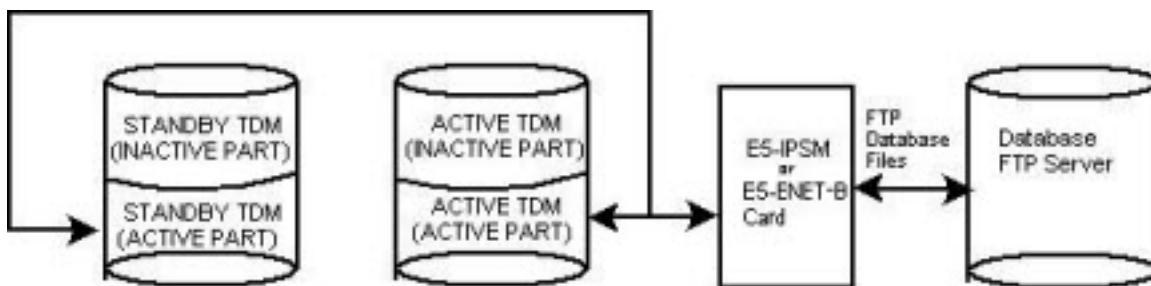 STANDBY TDM
(INACTIVE PART)
STANDBY TDM
(ACTIVE PART)
ACTIVE TDM
(INACTIVE PART)
ACTIVE TDM
(ACTIVE PART)
E5-IPSM
or
E5-ENET-B
Card
FTP
Database
Files
Database
FTP Server